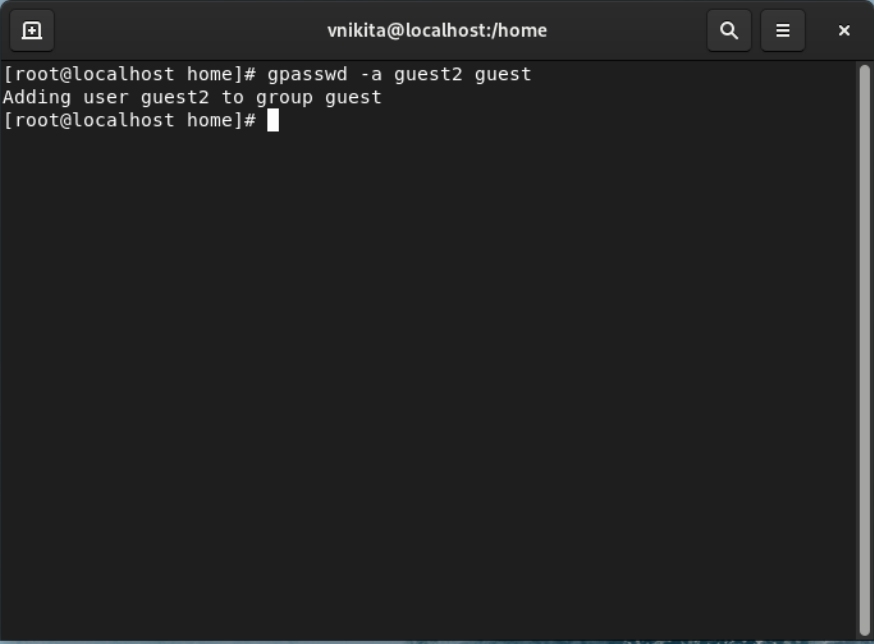 vnikita@localhost:/home
[root@localhost home]# gpasswd -a guest2 guest
Adding user guest2 to group guest
[root@localhost home]#